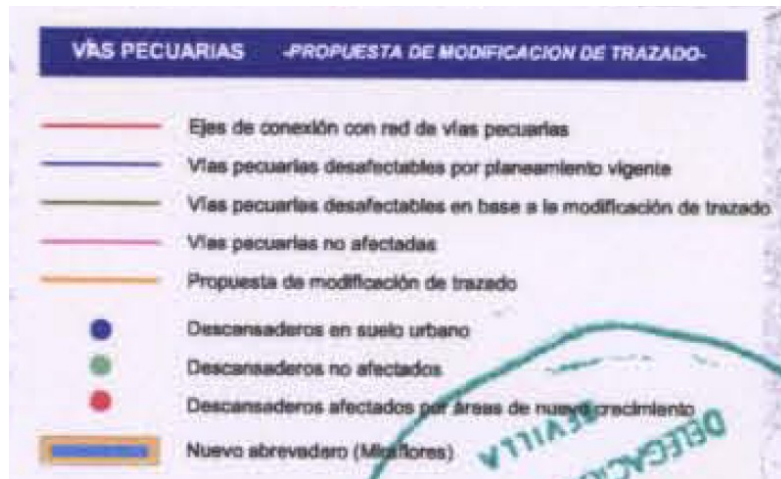 VÍAS PECUARIAS -PROPUESTA DE MODIFICACION DE TRAZADO-
Ejes de conexión con red de vías pecuarias
Vías pecuarias desafectables por planeamiento vigente
Vías pecuarias desafectables en base a la modificación de trazado
Vías pecuarias no afectadas
Propuesta de modificación de trazado
Descansaderos en suelo urbano
Descansaderos no afectados
Descansaderos afectados por áreas de nuevo crecimiento
Nuevo abrevadero (Miraflores)
SEVILLA